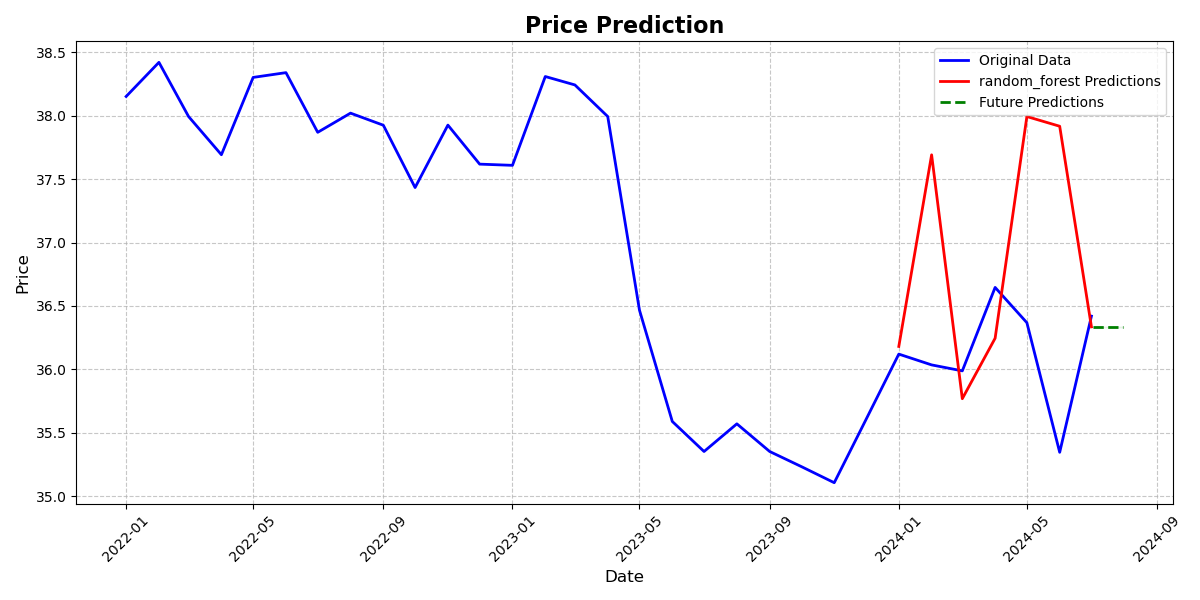 Price Prediction
Original Data
random_forest Predictions
Future Predictions
Price
38.5
38.0
37.5
37.0
36.5
36.0
35.5
35.0
2022-01
2022-05
2022-09
2023-01
2023-05
2023-09
2024-01
2024-05
2024-09
Date